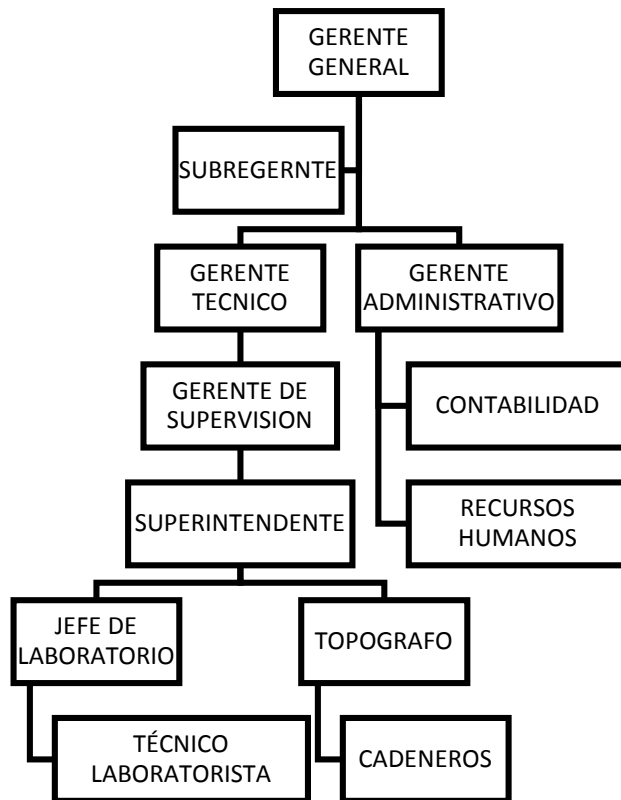 GERENTE
GENERAL
SUBREGERNTE
GERENTE
TECNICO
GERENTE
ADMINISTRATIVO
GERENTE DE
SUPERVISION
CONTABILIDAD
SUPERINTENDENTE
RECURSOS
HUMANOS
JEFE DE
LABORATORIO
TOPOGRAFO
TÉCNICO
LABORATORISTA
CADENEROS